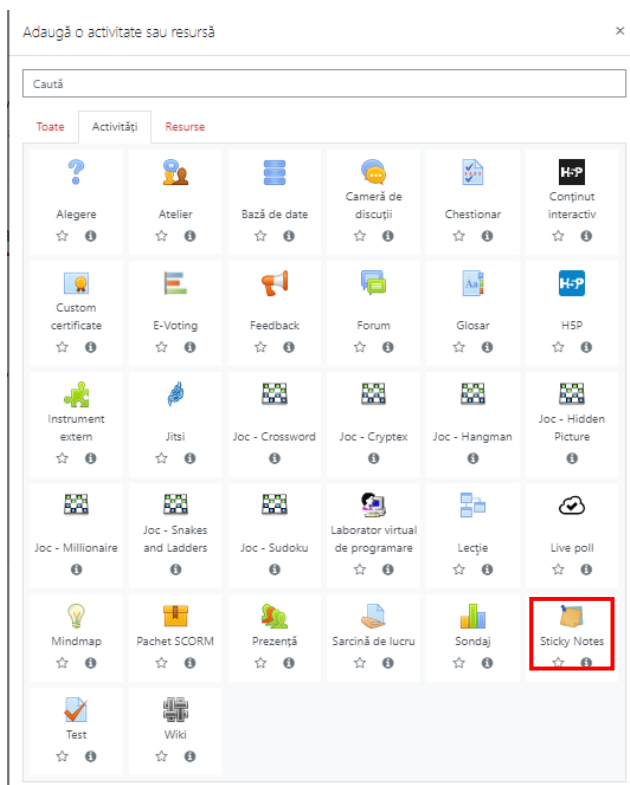 Adaugă o activitate sau resursă ×
Caută
Toate Activități Resurse
H5P
Cameră de Conținut
Alegere Atelier Bază de date discuții Chestionar interactiv
Aa H5P
Custom
certificate E-Voting Feedback Forum Glosar H5P
Instrument Joc - Hidden
extern Jitsi Joc - Crossword Joc - Cryptex Joc - Hangman Picture
Joc - Snakes Laborator virtual
Joc - Millionaire and Ladders Joc - Sudoku de programare Lecție Live poll
Mindmap Pachet SCORM Prezență Sarcină de lucru Sondaj Sticky Notes
Test Wiki